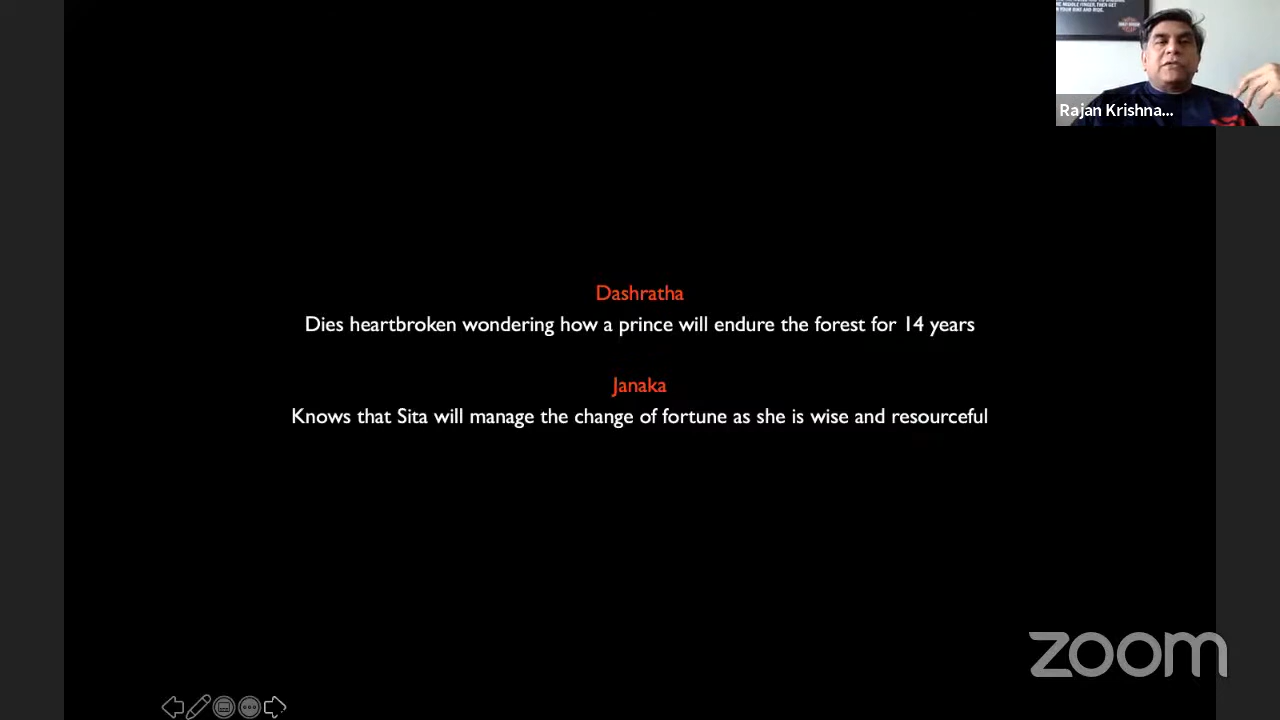 Rajan Krishna...
Dashratha
Dies heartbroken wondering how a prince will endure the forest for 14 years
Janaka
Knows that Sita will manage the change of fortune as she is wise and resourceful
zoom